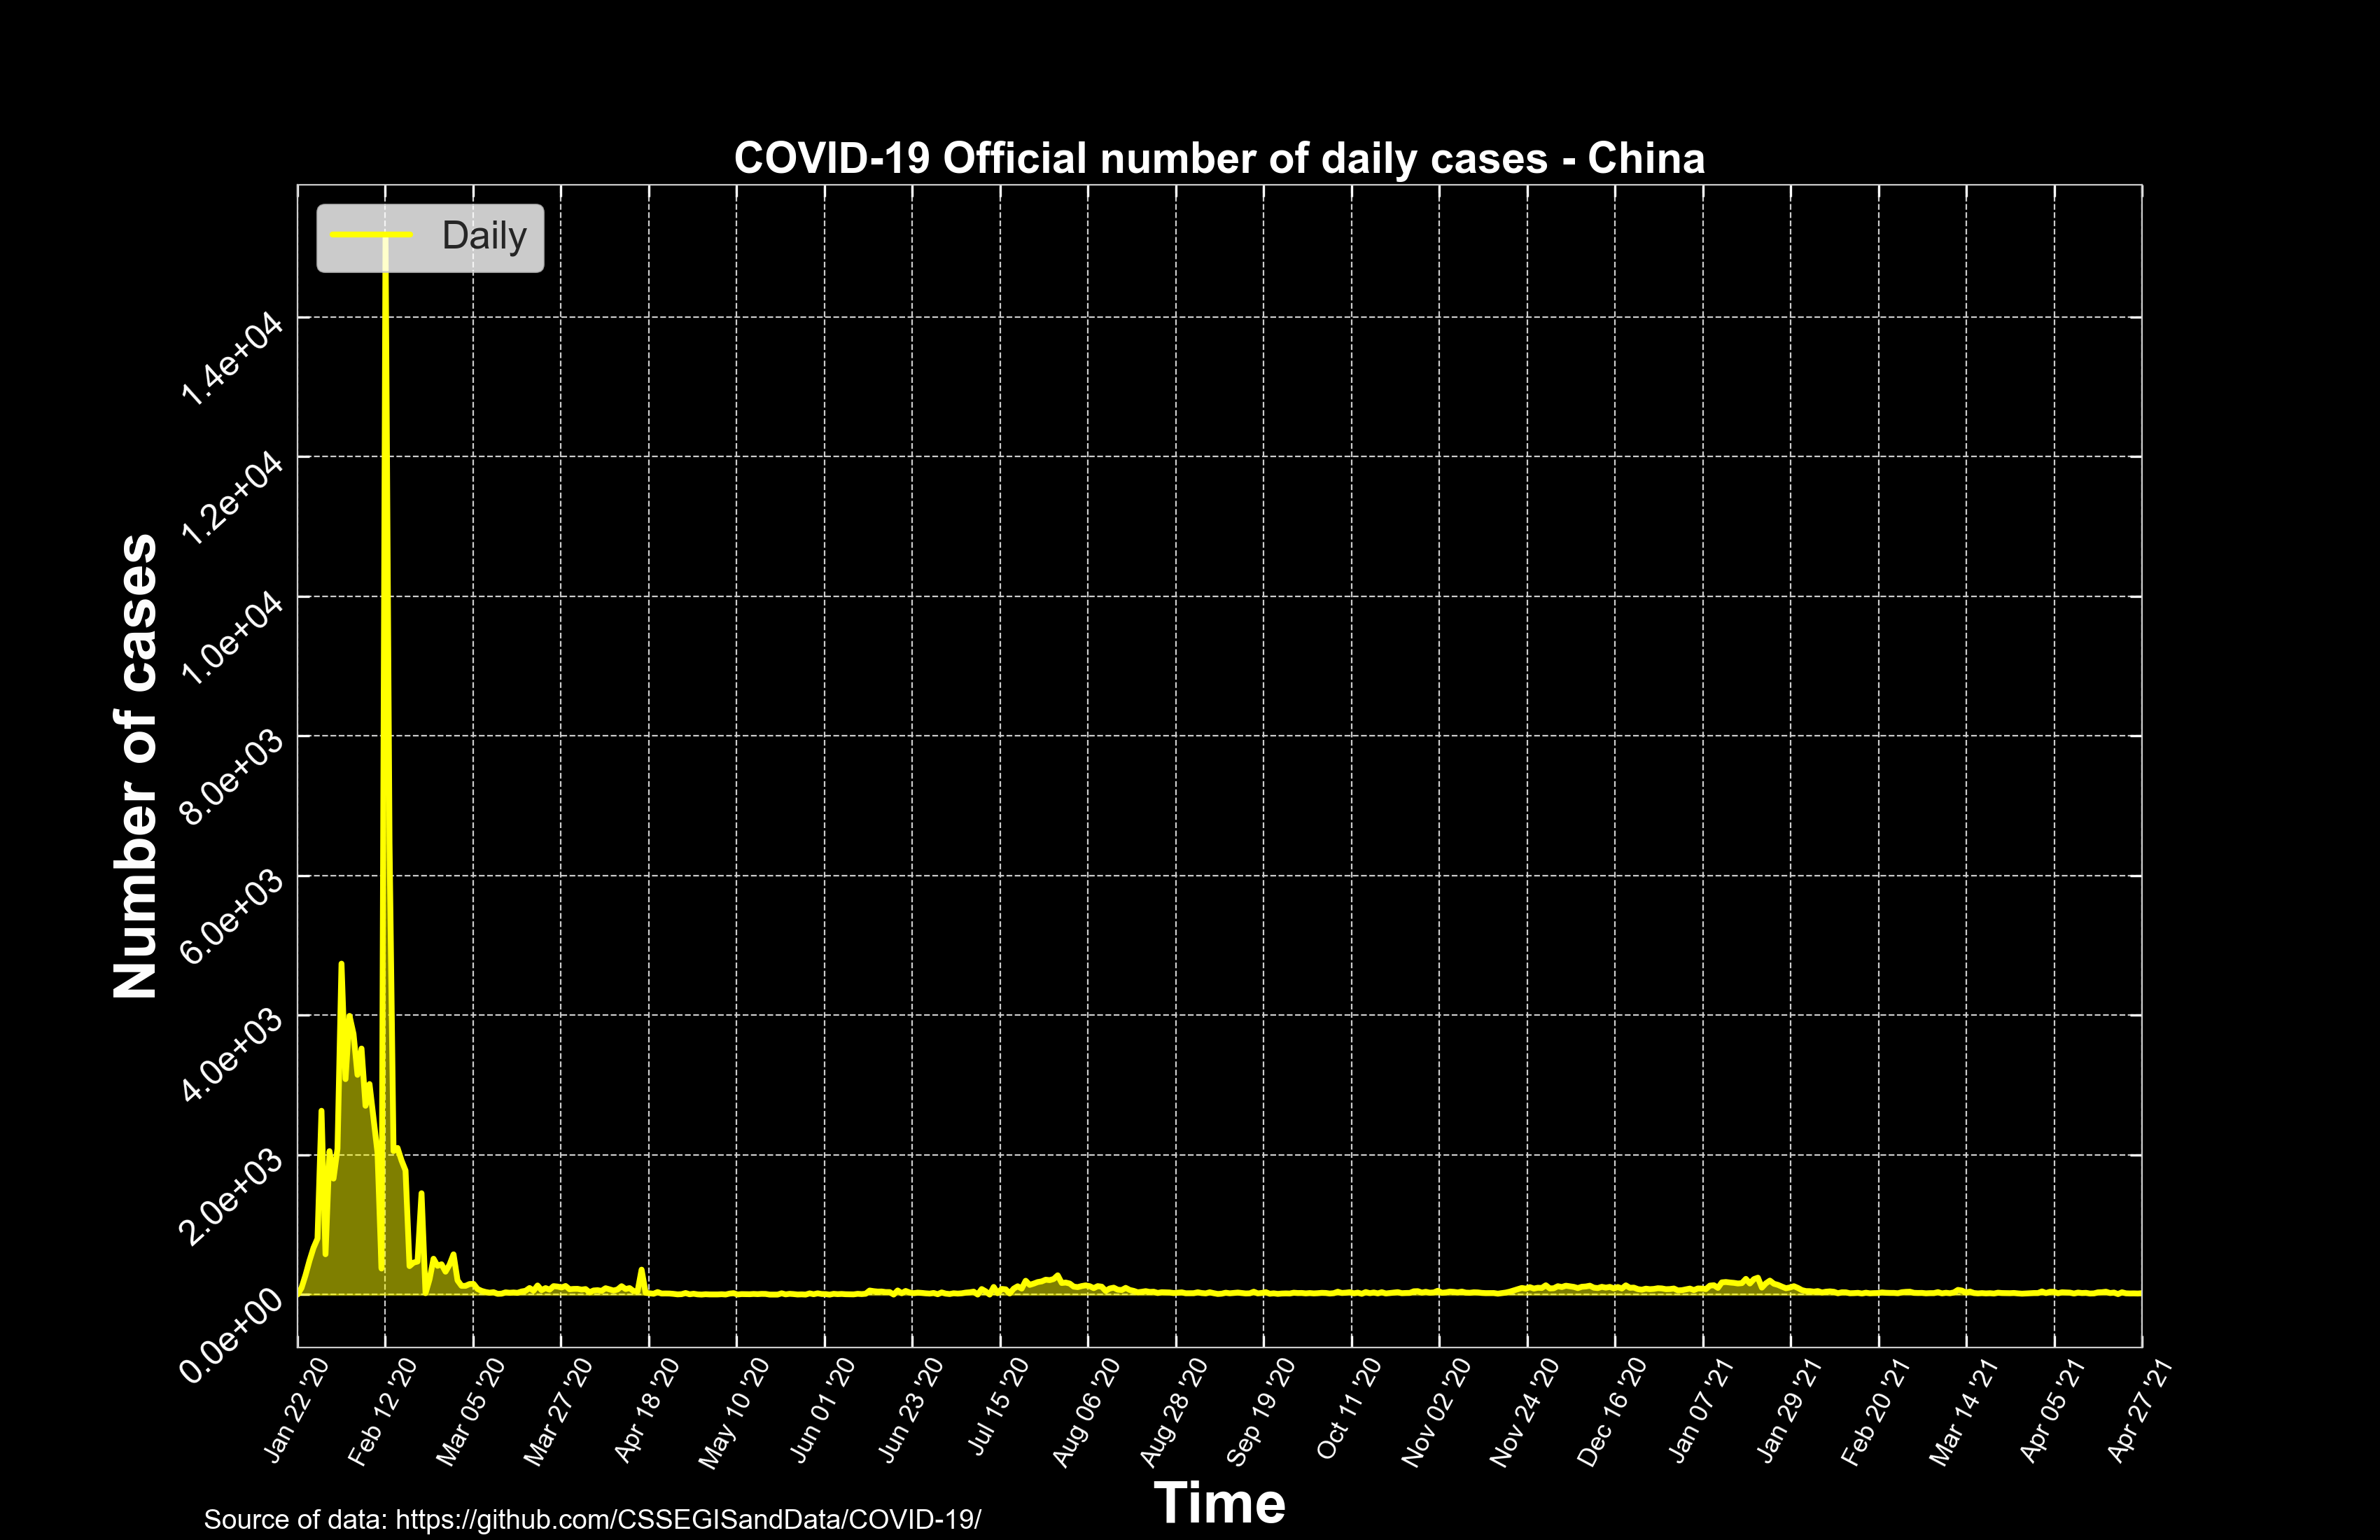 COVID-19 Official number of daily cases - China
Daily
Number of cases
1.4e+04
1.2e+04
1.0e+04
8.0e+03
6.0e+03
4.0e+03
2.0e+03
0.0e+00
Jan 22 '20
Feb 12 '20
Mar 05 '20
Mar 27 '20
Apr 18 '20
May 10 '20
Jun 01 '20
Jun 23 '20
Jul 15 '20
Aug 06 '20
Aug 28 '20
Sep 19 '20
Oct 11 '20
Nov 02 '20
Nov 24 '20
Dec 16 '20
Jan 07 '21
Jan 29 '21
Feb 20 '21
Mar 14 '21
Apr 05 '21
Apr 27 '21
Time
Source of data: https://github.com/CSSEGISandData/COVID-19/